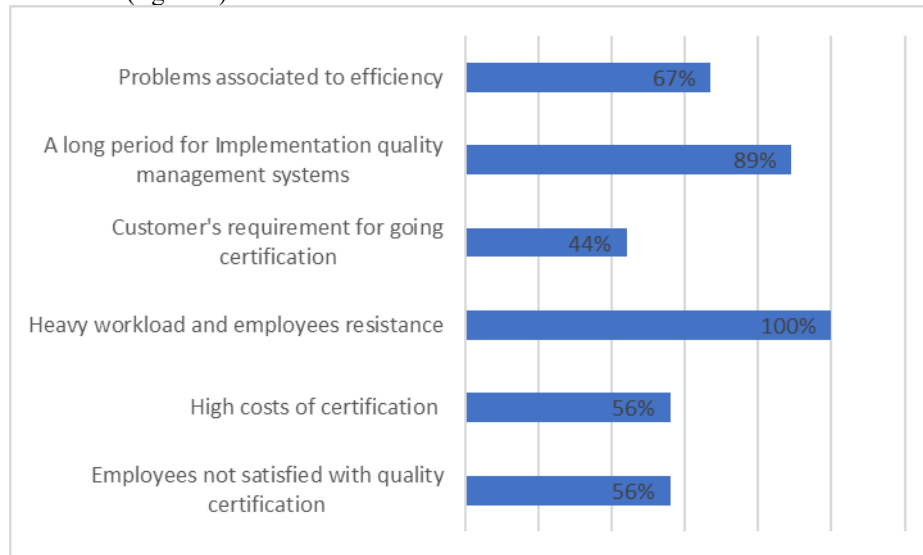 Problems associated to efficiency
67%
A long period for Implementation quality
management systems
89%
Customer's requirement for going
certification
44%
Heavy workload and employees resistance
100%
High costs of certification
56%
Employees not satisfied with quality
certification
56%